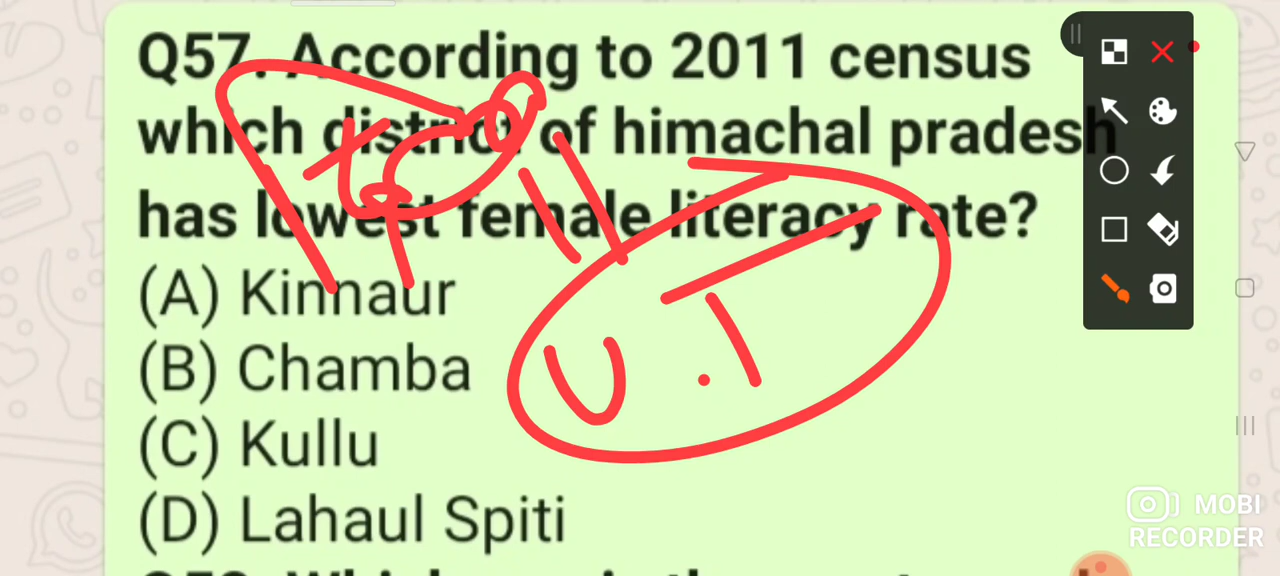 Q57. According to 2011 census
which district of himachal pradesh
has lowest female literacy rate?
U.T
(A) Kinnaur
(B) Chamba
(C) Kullu
(D) Lahaul Spiti
MOBI
RECORDER